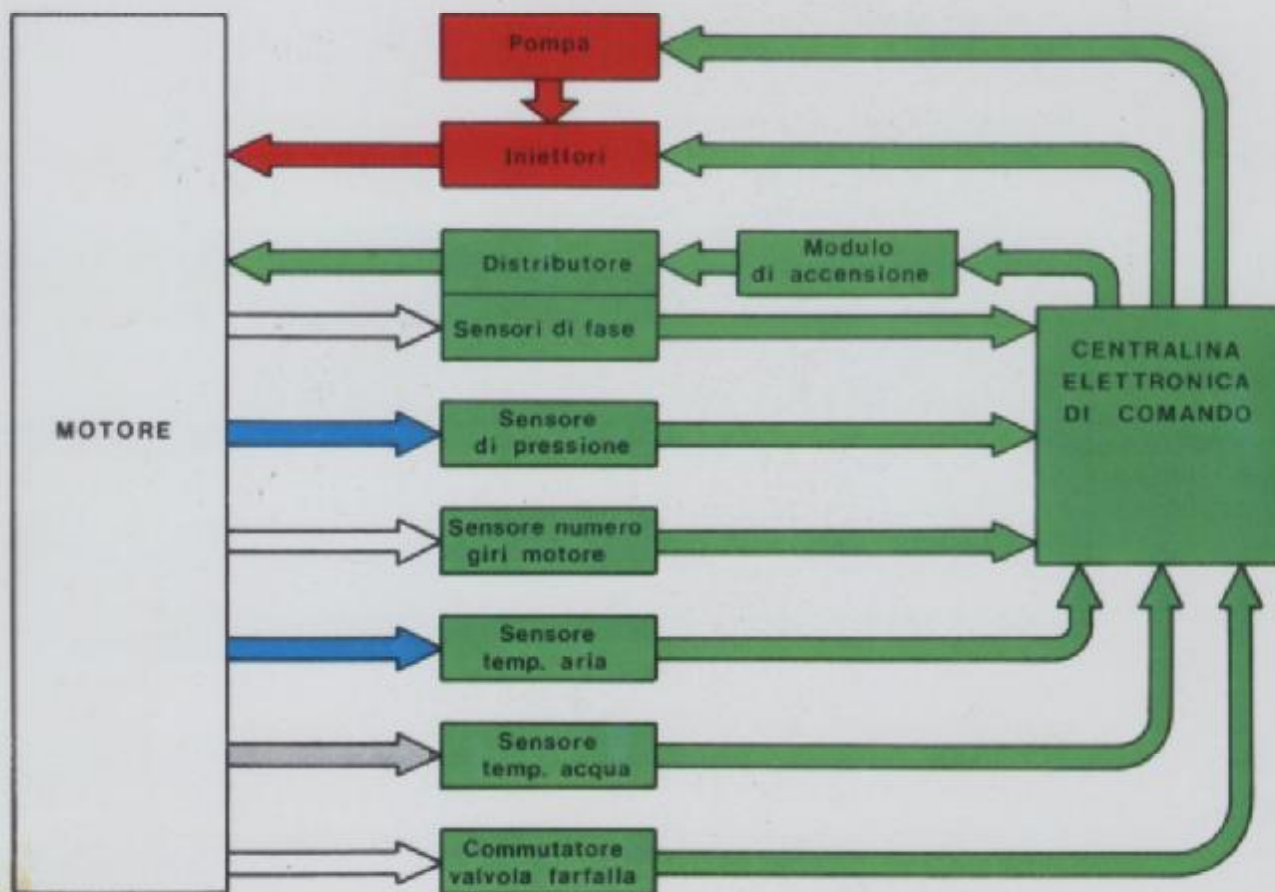 Pompa
Iniettori
Distributore
Modulo
di accensione
Sensori di fase
CENTRALINA
ELETTRONICA
DI COMANDO
MOTORE
Sensore
di pressione
Sensore numero
giri motore
Sensore
temp. aria
Sensore
temp. acqua
Commutatore
valvola farfalla